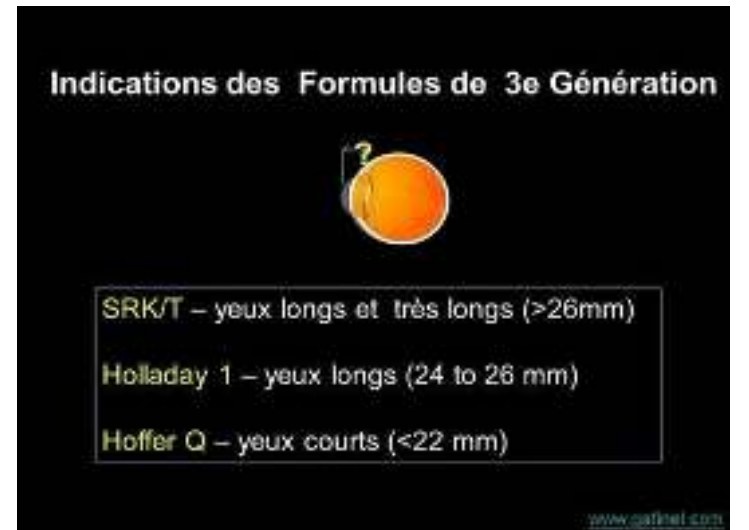 Indications des Formules de 3e Génération
?
SRK/T – yeux longs et très longs (>26mm)
Holladay 1 – yeux longs (24 to 26 mm)
Hoffer Q – yeux courts (<22 mm)
www.gatinel.com